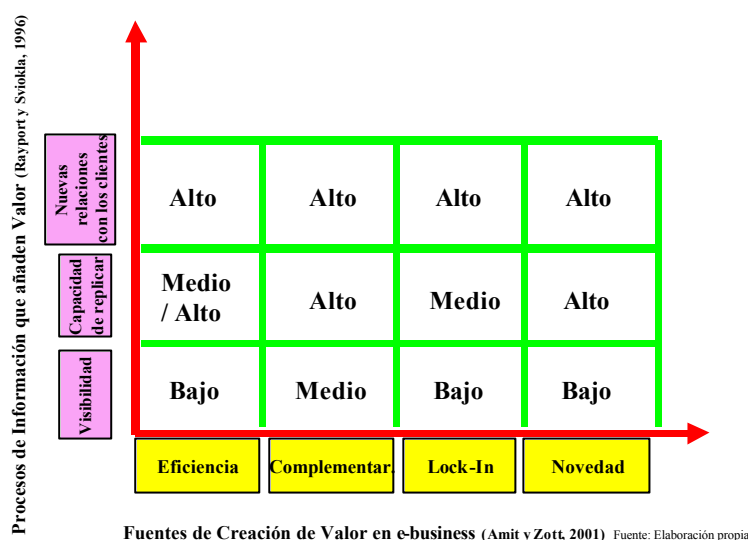 Procesos de Información que añaden Valor (Rayport y Sviokla, 1996)
Nuevas
relaciones
con los clientes
Alto
Alto
Alto
Alto
Capacidad
de replicar
Medio
/ Alto
Alto
Medio
Alto
Visibilidad
Bajo
Medio
Bajo
Bajo
Eficiencia
Complementar.
Lock-In
Novedad
Fuentes de Creación de Valor en e-business (Amit y Zott, 2001) Fuente: Elaboración propia